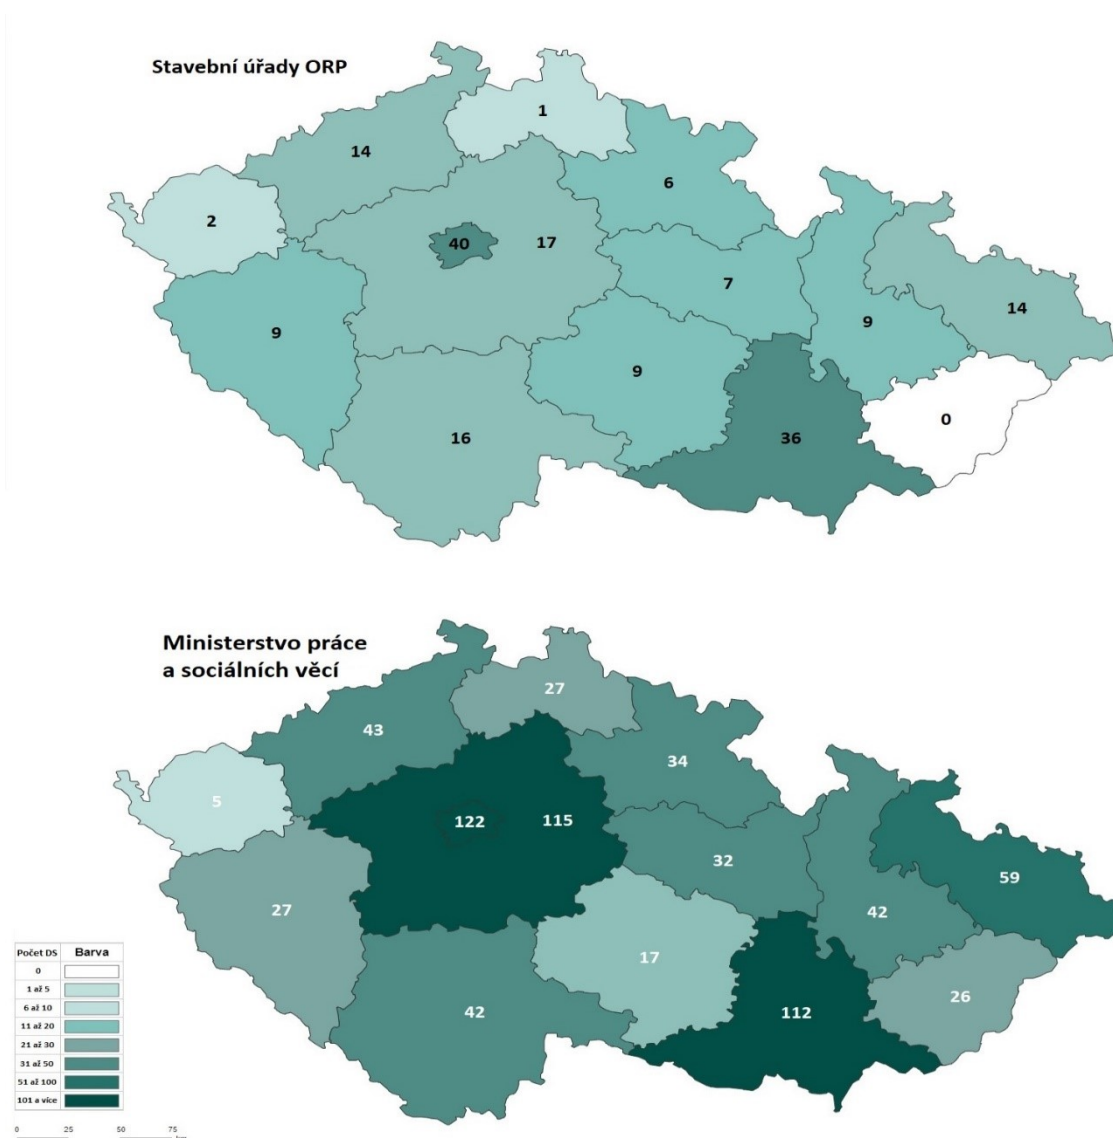 Stavební úřady ORP
1
14
6
2
40
17
7
14
9
9
9
0
16
36
Ministerstvo práce
a sociálních věcí
27
43
34
5
122
115
32
59
27
42
17
26
42
112
Počet DS Barva
0
1 až 5
6 až 10
11 až 20
21 až 30
31 až 50
51 až 100
101 a více
0 25 50 75